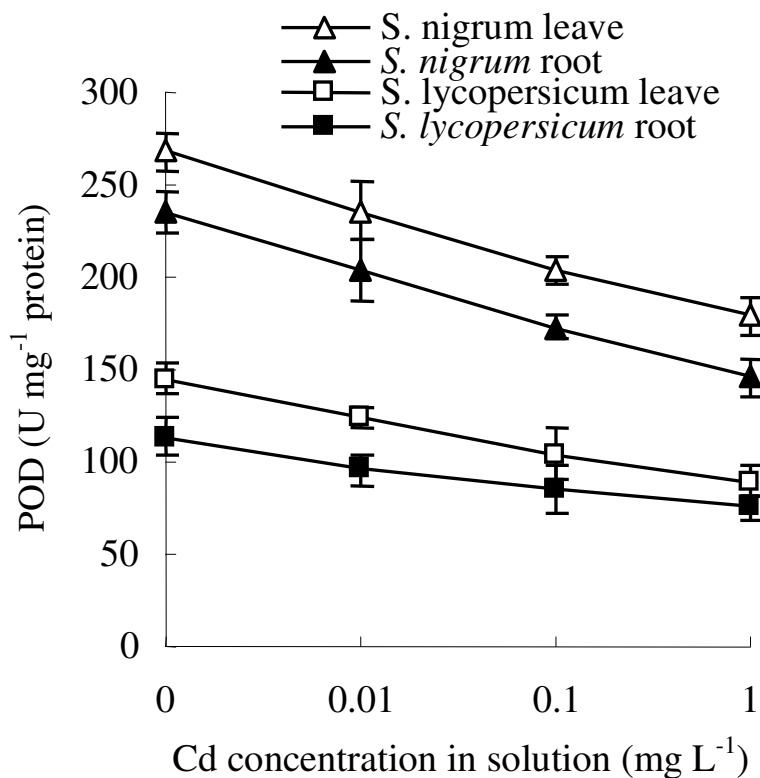 S. nigrum leave
S. nigrum root
S. lycopersicum leave
S. lycopersicum root
300
250
200
150
100
50
0
POD (U mg⁻¹ protein)
0 0.01 0.1 1
Cd concentration in solution (mg L⁻¹)